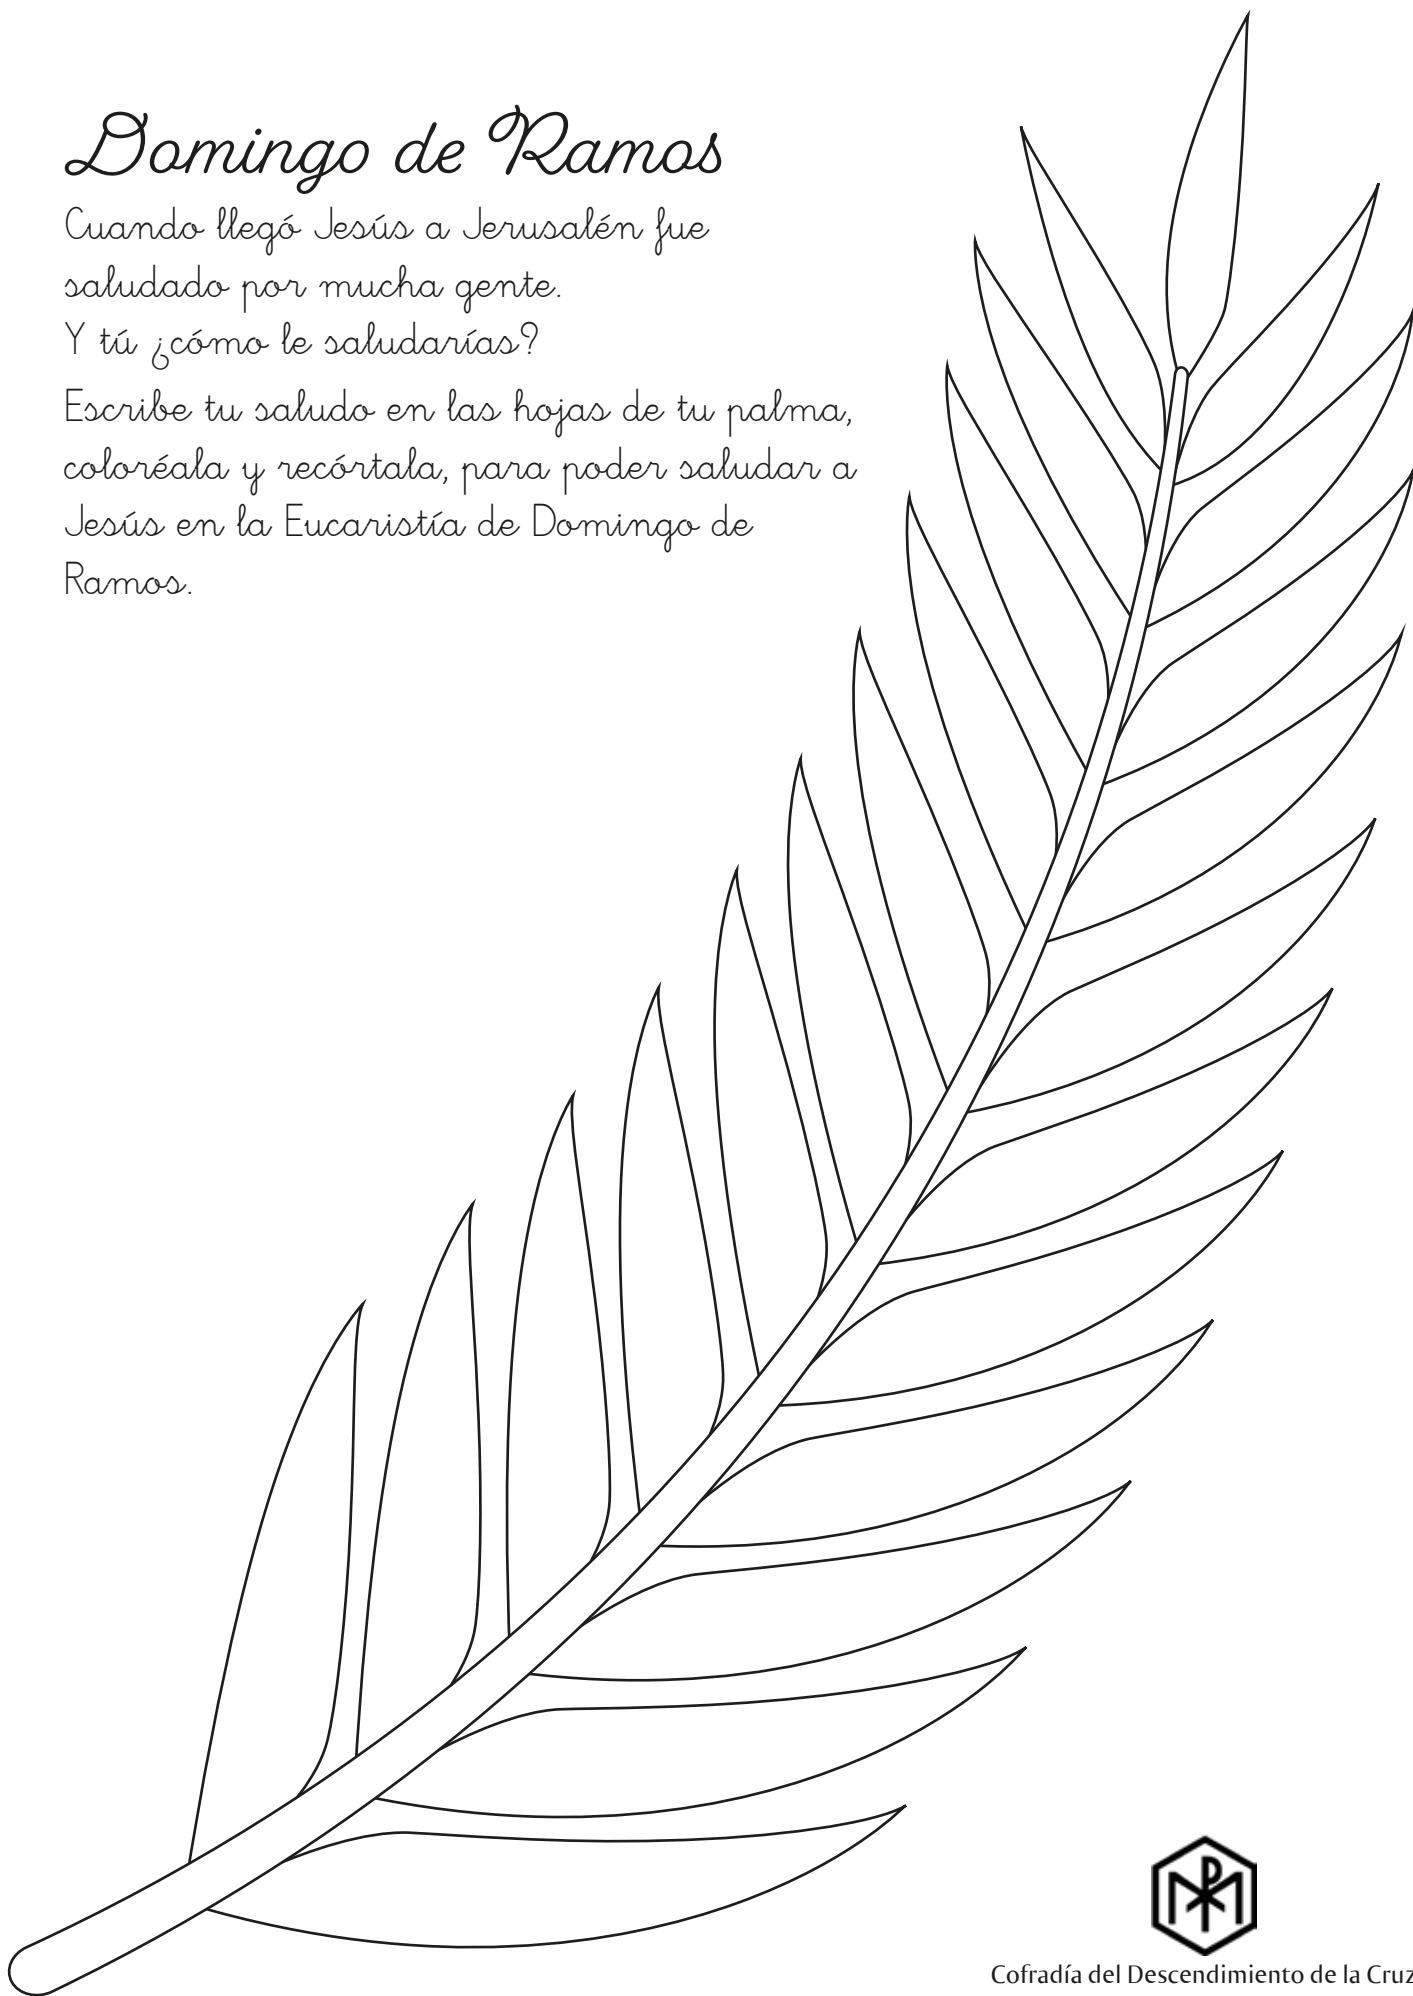 Domingo de Ramos
Cuando llegó Jesús a Jerusalén fue
saludado por mucha gente.
Y tú ¿cómo le saludarías?
Escribe tu saludo en las hojas de tu palma,
coloréala y recórtala, para poder saludar a
Jesús en la Eucaristía de Domingo de
Ramos.
Cofradía del Descendimiento de la Cruz